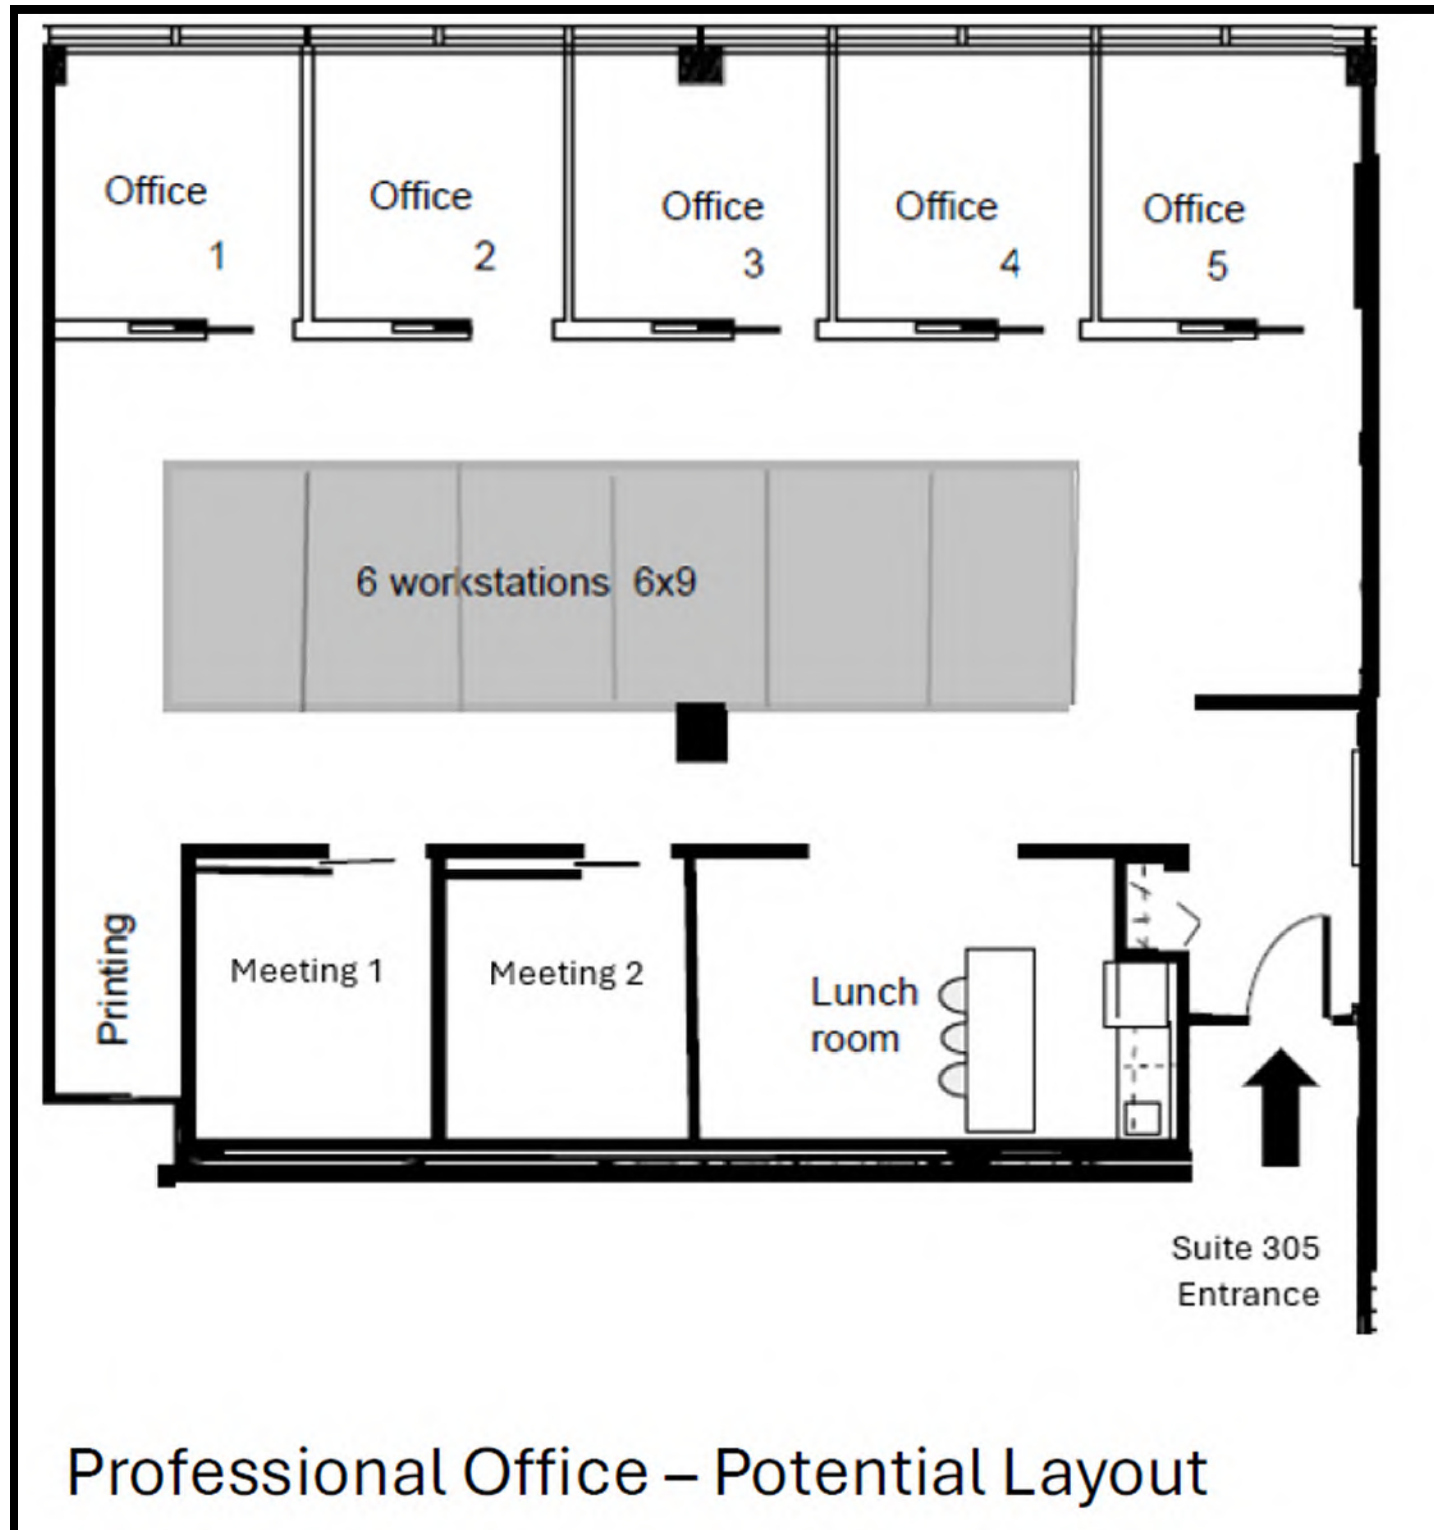 Office
1
Office
2
Office
3
Office
4
Office
5
6 workstations 6x9
Printing
Meeting 1
Meeting 2
Lunch
room
Suite 305
Entrance
Professional Office – Potential Layout